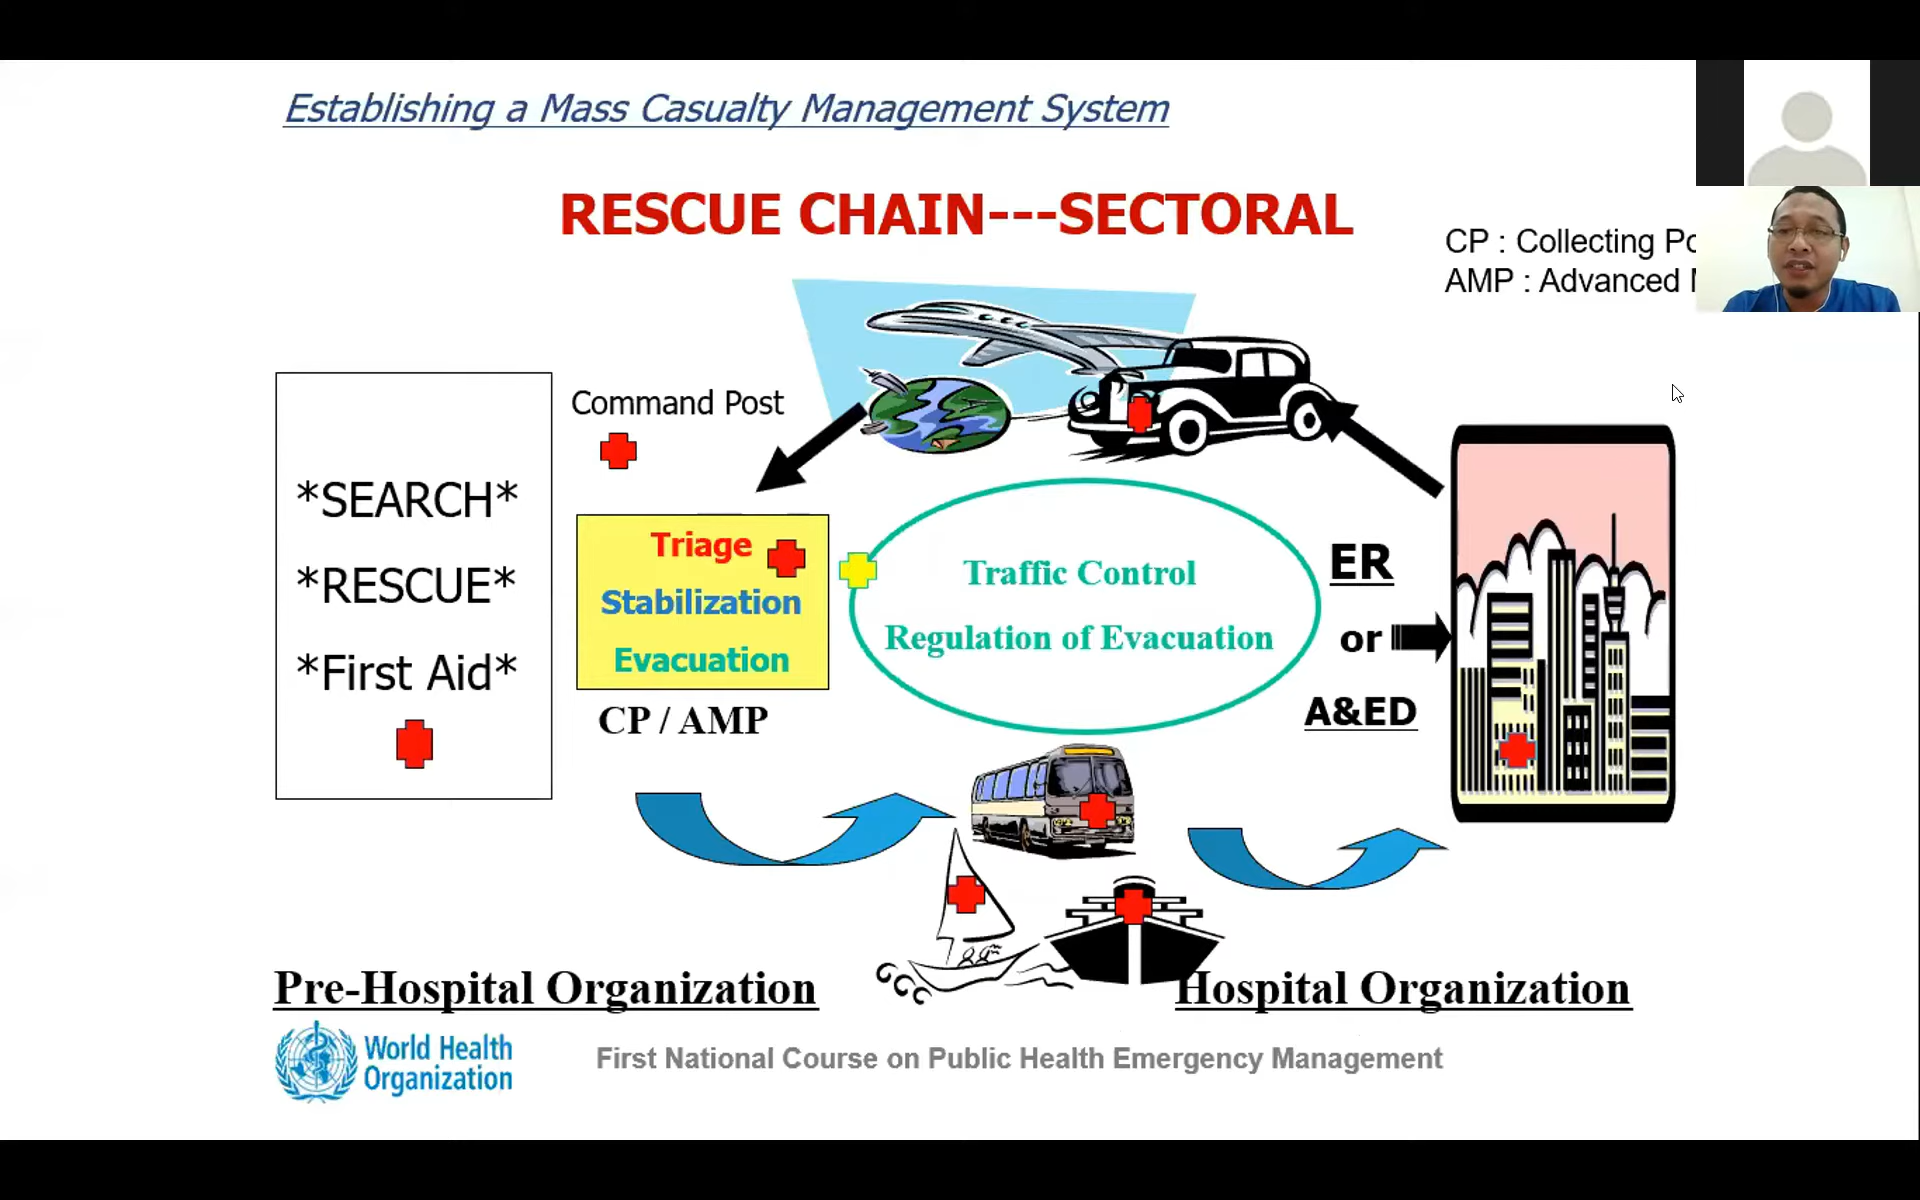 Establishing a Mass Casualty Management System
RESCUE CHAIN---SECTORAL
CP : Collecting
AMP : Advanced
Command Post
*SEARCH*
*RESCUE*
*First Aid*
Triage
Stabilization
Evacuation
CP / AMP
Traffic Control
Regulation of Evacuation
ER
or
A&ED
Pre-Hospital Organization
Hospital Organization
World Health
Organization
First National Course on Public Health Emergency Management